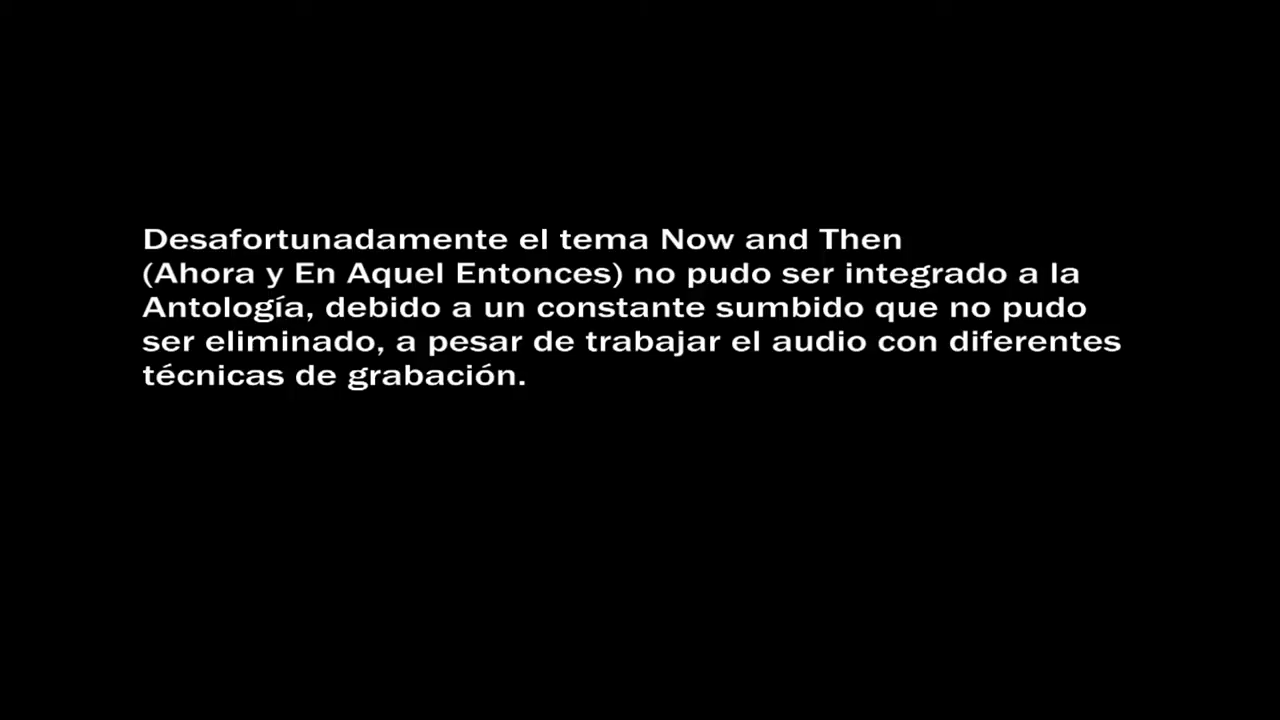 Desafortunadamente el tema Now and Then
(Ahora y En Aquel Entonces) no pudo ser integrado a la
Antología, debido a un constante sumbido que no pudo
ser eliminado, a pesar de trabajar el audio con diferentes
técnicas de grabación.